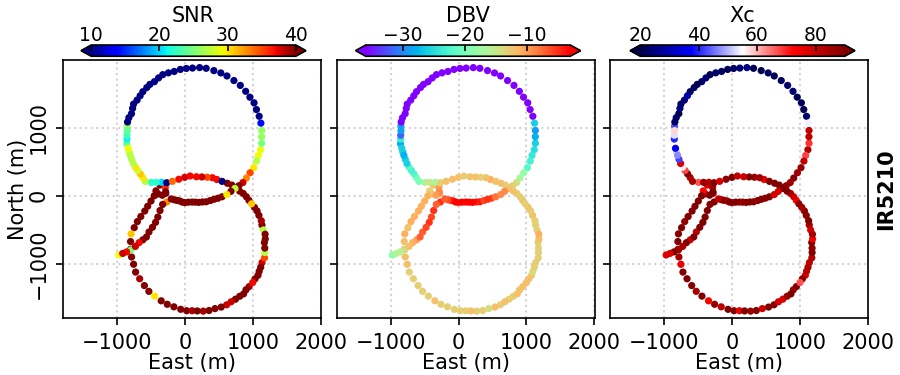 SNR DBV Xc
10 20 30 40 −30 −20 −10 20 40 60 80
North (m)
1000
0
−1000
−1000 0 1000 2000 −1000 0 1000 2000 −1000 0 1000 2000
East (m) East (m) East (m)
IR5210